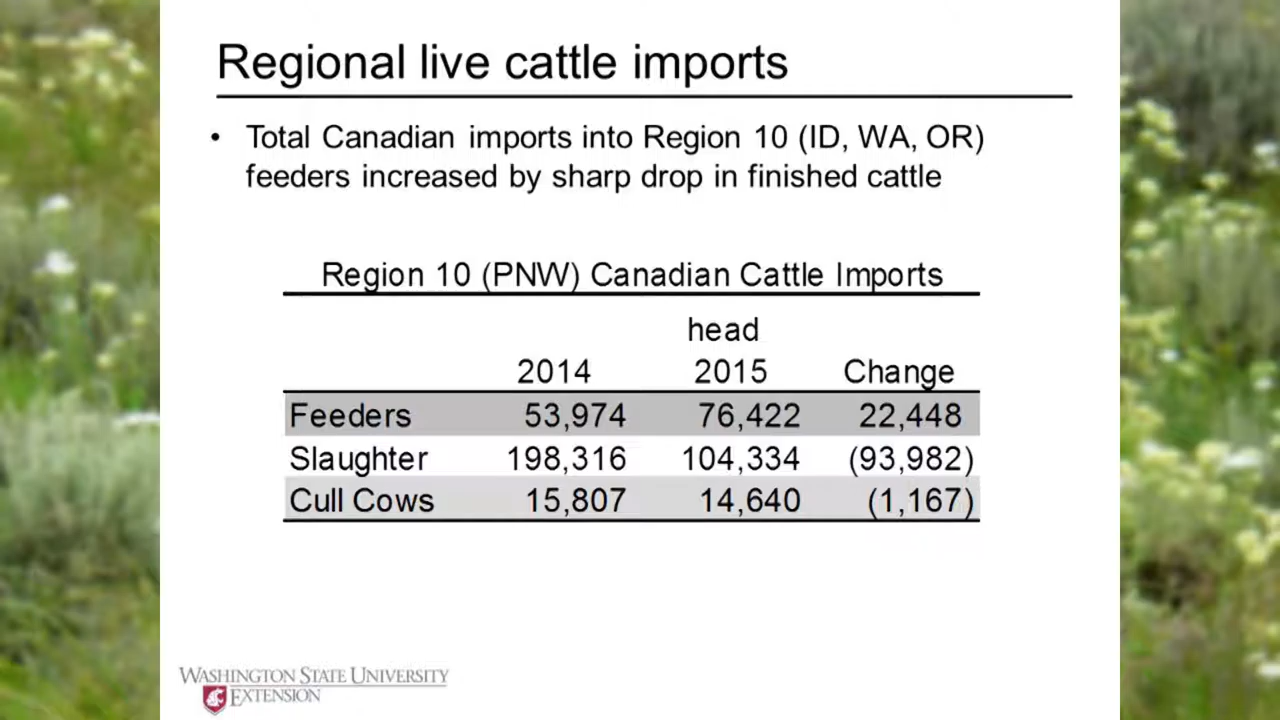 Regional live cattle imports
• Total Canadian imports into Region 10 (ID, WA, OR)
feeders increased by sharp drop in finished cattle
Region 10 (PNW) Canadian Cattle Imports
head
2014 2015 Change
Feeders 53,974 76,422 22,448
Slaughter 198,316 104,334 (93,982)
Cull Cows 15,807 14,640 (1,167)
WASHINGTON STATE UNIVERSITY
EXTENSION